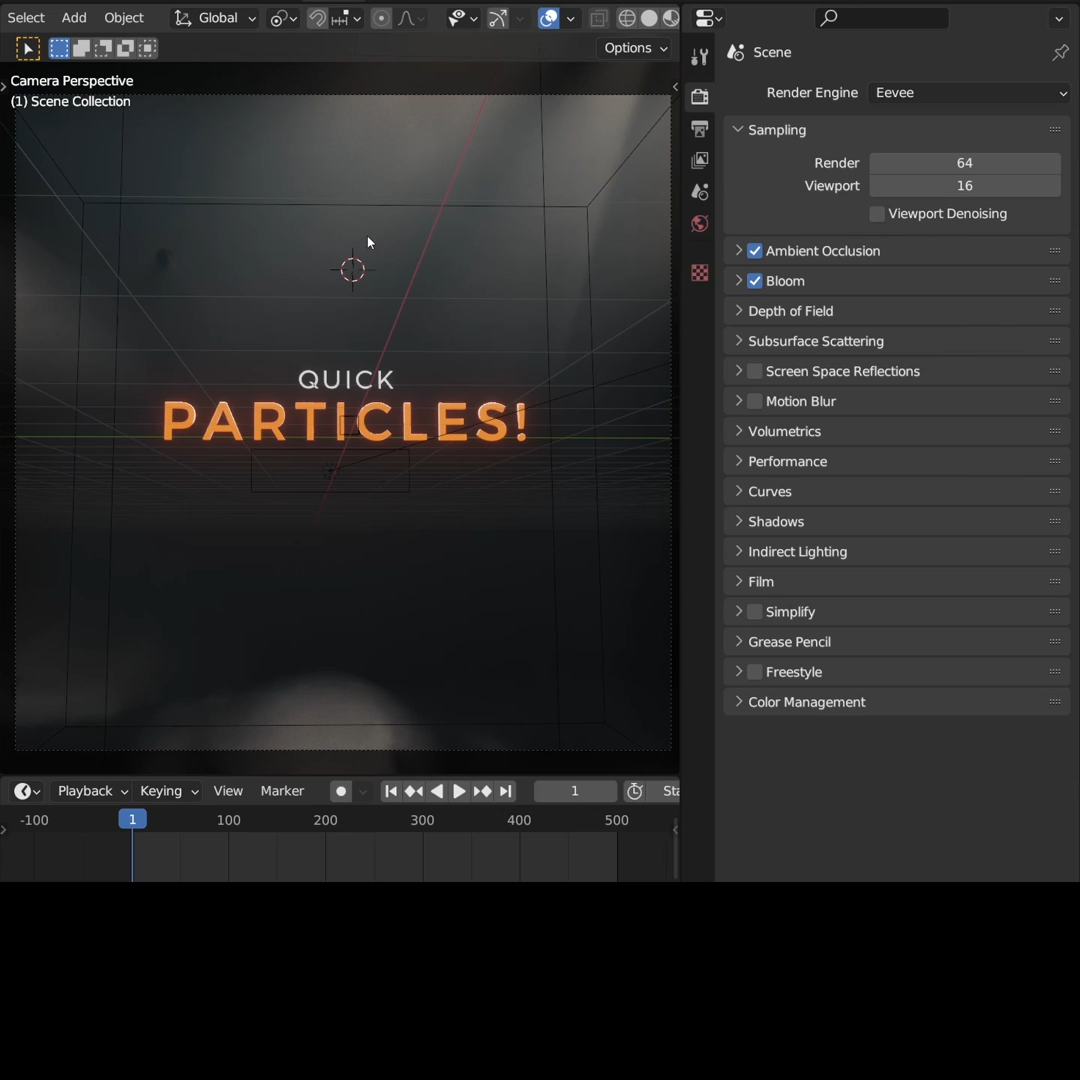 Select Add Object Global
Options
Camera Perspective
(1) Scene Collection
QUICK
PARTICLES!
Playback Keying View Marker 1 Sta
-100 1 100 200 300 400 500
Scene
Render Engine Eevee
Sampling
Render 64
Viewport 16
Viewport Denoising
Ambient Occlusion
Bloom
Depth of Field
Subsurface Scattering
Screen Space Reflections
Motion Blur
Volumetrics
Performance
Curves
Shadows
Indirect Lighting
Film
Simplify
Grease Pencil
Freestyle
Color Management